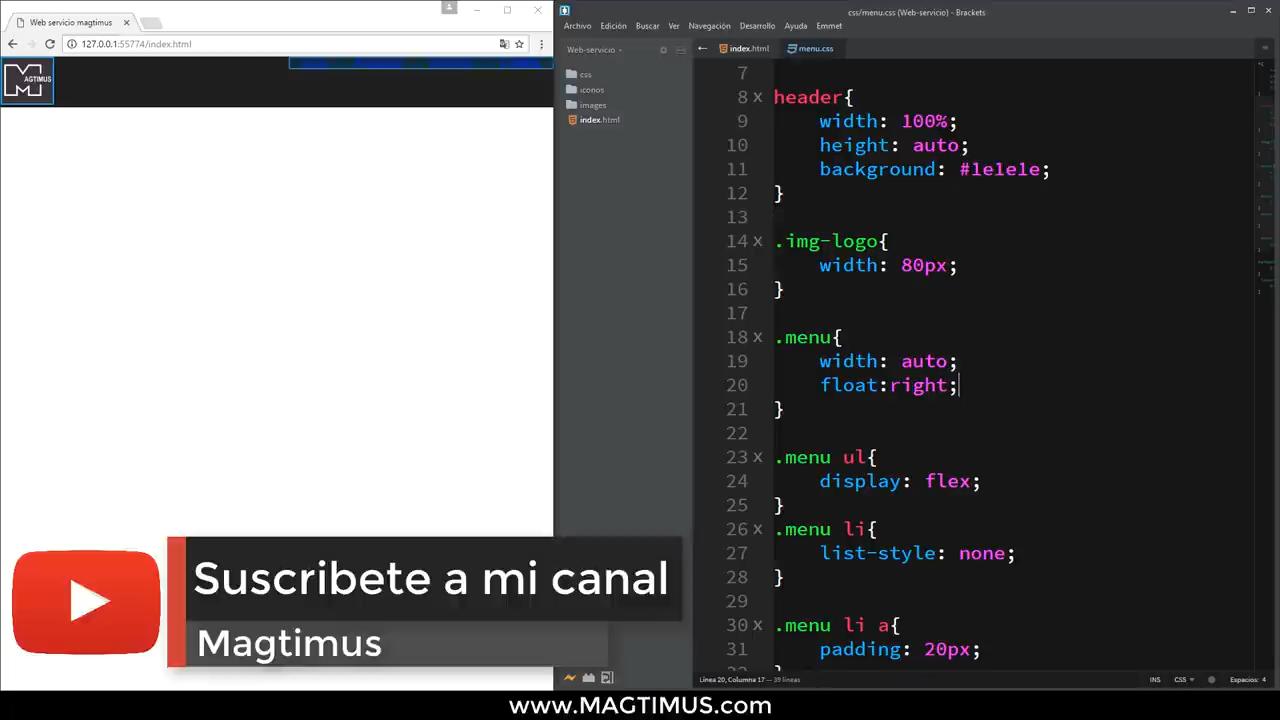 Web servicio magtimus
127.0.0.1:55774/index.html
MAGTIMUS
css/menu.css (Web-servicio) - Brackets
Archivo Edición Buscar Ver Navegación Desarrollo Ayuda Emmet
Web-servicio
css
iconos
images
index.html
index.html menu.css
7
8 header{
9 width: 100%;
10 height: auto;
11 background: #1e1e1e;
12 }
13
14 .img-logo{
15 width: 80px;
16 }
17
18 .menu{
19 width: auto;
20 float:right;
21 }
22
23 .menu ul{
24 display: flex;
25 }
26 .menu li{
27 list-style: none;
28 }
29
30 .menu li a{
31 padding: 20px;
Línea 20, Columna 17 — 39 líneas
INS CSS Espacios: 4
Suscribete a mi canal
Magtimus
www.MAGTIMUS.com